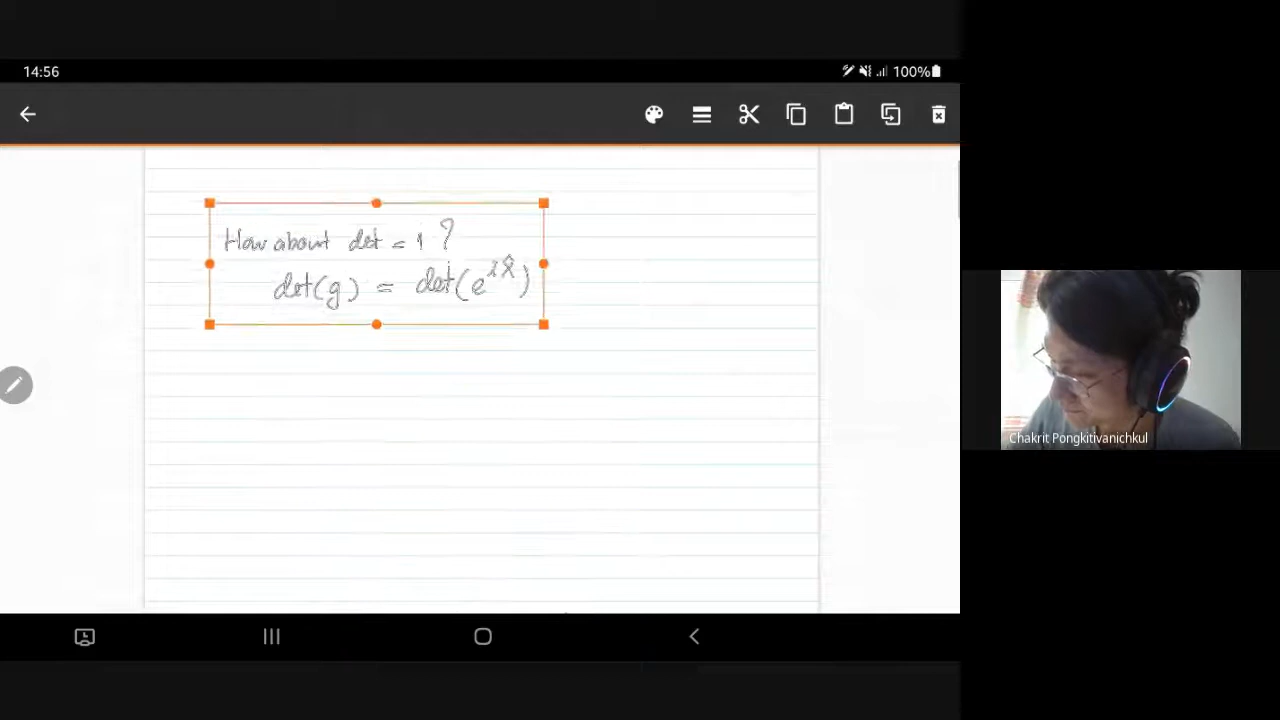 14:56
100%
How about det = 1 ?
det(g) = det(e^{iX̂})
Chakrit Pongkitivanichkul